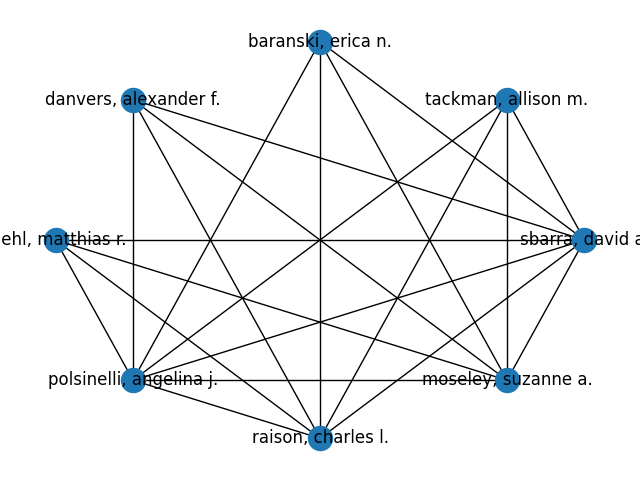 baranski, erica n.
danvers, alexander f.
tackman, allison m.
ehl, matthias r.
sbarra, david a
polsinelli, angelina j.
moseley, suzanne a.
raison, charles l.